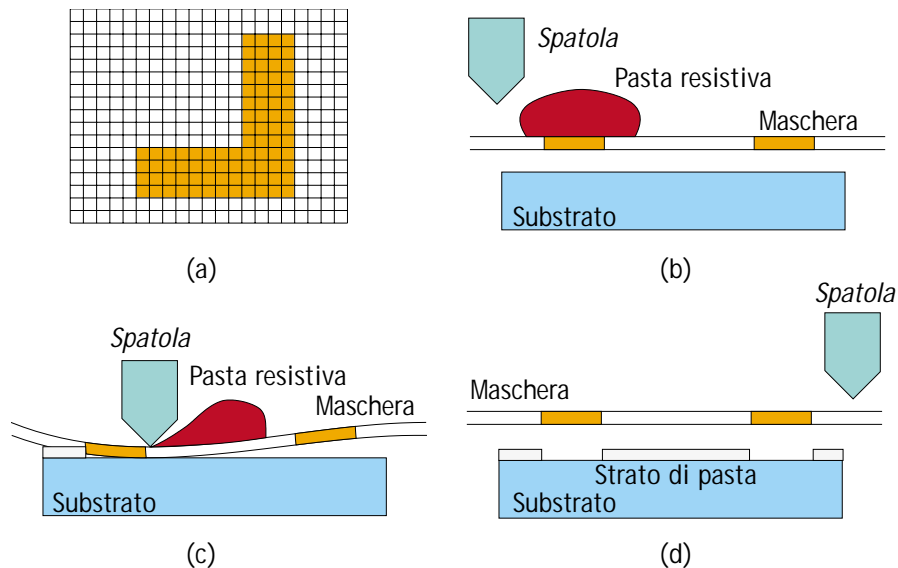 (a)
Spatola
Pasta resistiva
Maschera
Substrato
(b)
Spatola
Pasta resistiva
Maschera
Substrato
(c)
Spatola
Maschera
Strato di pasta
Substrato
(d)